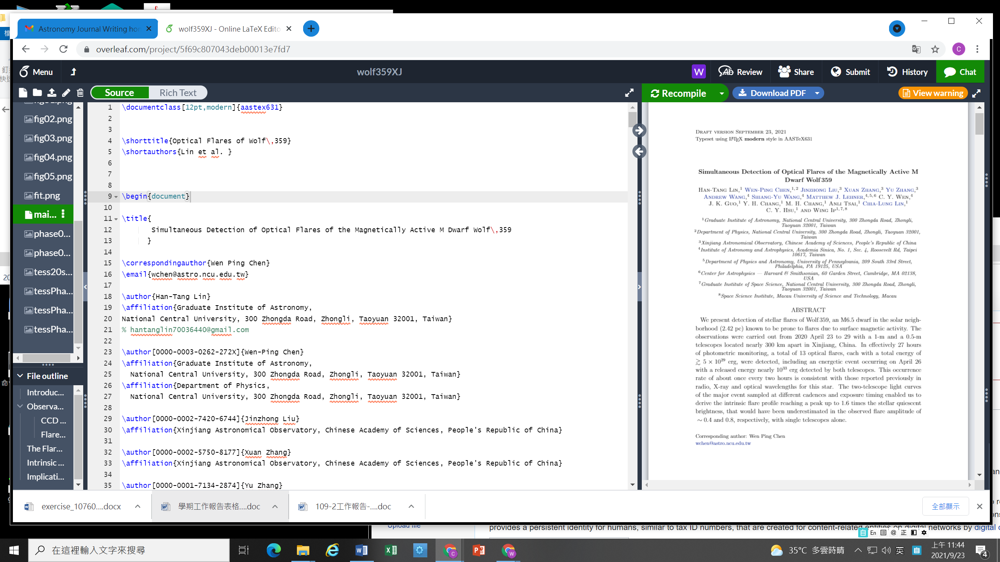 Astronomy Journal Writing hor
wolf359XJ - Online LaTeX Edito
overleaf.com/project/5f69c807043deb00013e7fd7
C
Menu
wolf359XJ
W
Review
Share
Submit
History
Chat
Source
Rich Text
Recompile
Download PDF
View warning
fig02.png
fig03.png
fig04.png
fig05.png
fit.png
mai...
phase0...
phase0...
tess20s...
tessPha...
tessPha...
tessPha...
File outline
Introduc...
Observa...
CCD ...
Flare...
The Flar...
Intrinsic ...
Implicati...
1 \documentclass[12pt,modern]{aastex631}
2
3
4 \shorttitle{Optical Flares of Wolf\,359}
5 \shortauthors{Lin et al. }
6
7
8
9 \begin{document}
10
11 \title{
12 Simultaneous Detection of Optical Flares of the Magnetically Active M Dwarf Wolf\,359
13 }
14
15 \correspondingauthor{Wen Ping Chen}
16 \email{wchen@astro.ncu.edu.tw}
17
18 \author{Han-Tang Lin}
19 \affiliation{Graduate Institute of Astronomy,
20 National Central University, 300 Zhongda Road, Zhongli, Taoyuan 32001, Taiwan}
21 % hantanglin70036440@gmail.com
22
23 \author[0000-0003-0262-272X]{Wen-Ping Chen}
24 \affiliation{Graduate Institute of Astronomy,
25 National Central University, 300 Zhongda Road, Zhongli, Taoyuan 32001, Taiwan}
26 \affiliation{Department of Physics,
27 National Central University, 300 Zhongda Road, Zhongli, Taoyuan 32001, Taiwan}
28
29 \author[0000-0002-7420-6744]{Jinzhong Liu}
30 \affiliation{Xinjiang Astronomical Observatory, Chinese Academy of Sciences, People's Republic of China}
31
32 \author[0000-0002-5750-8177]{Xuan Zhang}
33 \affiliation{Xinjiang Astronomical Observatory, Chinese Academy of Sciences, People's Republic of China}
34
35 \author[0000-0001-7134-2874]{Yu Zhang}
DRAFT VERSION SEPTEMBER 23, 2021
Typeset using LATEX modern style in AASTeX631
Simultaneous Detection of Optical Flares of the Magnetically Active M
Dwarf Wolf 359
HAN-TANG LIN,¹ WEN-PING CHEN,¹,² JINZHONG LIU,³ XUAN ZHANG,³ YU ZHANG,³
ANDREW WANG,⁴ SHIANG-YU WANG,⁴ MATTHEW J. LEHNER,⁴,⁵,⁶ C. Y. WEN,⁴
J. K. GUO,¹ Y. H. CHANG,¹ M. H. CHANG,¹ ANLI TSAI,¹ CHIA-LUNG LIN,¹
C. Y. HSU,¹ AND WING IP¹,⁷,⁸
¹Graduate Institute of Astronomy, National Central University, 300 Zhongda Road, Zhongli,
Taoyuan 32001, Taiwan
²Department of Physics, National Central University, 300 Zhongda Road, Zhongli, Taoyuan 32001,
Taiwan
³Xinjiang Astronomical Observatory, Chinese Academy of Sciences, People's Republic of China
⁴Institute of Astronomy and Astrophysics, Academia Sinica, No. 1, Sec. 4, Roosevelt Rd, Taipei
10617, Taiwan
⁵Department of Physics and Astronomy, University of Pennsylvania, 209 South 33rd Street,
Philadelphia, PA 19125, USA
⁶Center for Astrophysics — Harvard & Smithsonian, 60 Garden Street, Cambridge, MA 02138,
USA
⁷Graduate Institute of Space Science, National Central University, 300 Zhongda Road, Zhongli,
Taoyuan 32001, Taiwan
⁸Space Science Institute, Macau University of Science and Technology, Macau
ABSTRACT
We present detection of stellar flares of Wolf 359, an M6.5 dwarf in the solar neigh-
borhood (2.42 pc) known to be prone to flares due to surface magnetic activity. The
observations were carried out from 2020 April 23 to 29 with a 1-m and a 0.5-m
telescopes located nearly 300 km apart in Xinjiang, China. In effectively 27 hours
of photometric monitoring, a total of 13 optical flares, each with a total energy of
≳ 5 × 10²⁹ erg, were detected, including an energetic event occurring on April 26
with a released energy nearly 10³³ erg detected by both telescopes. This occurrence
rate of about once every two hours is consistent with those reported previously in
radio, X-ray and optical wavelengths for this star. The two-telescope light curves
of the major event sampled at different cadences and exposure timing enabled us to
derive the intrinsic flare profile reaching a peak up to 1.6 times the stellar quiescent
brightness, that would have been underestimated in the observed flare amplitude of
∼ 0.4 and 0.8, respectively, with single telescopes alone.
Corresponding author: Wen Ping Chen
wchen@astro.ncu.edu.tw
exercise_10760....docx
學期工作報告表格....doc
109-2工作報告-....doc
全部顯示
provides a persistent identity for humans, similar to tax ID numbers, that are created for content-related entities on digital networks by digital
En
正
在這裡輸入文字來搜尋
35°C 多雲時晴
英
上午 11:44
2021/9/23
4